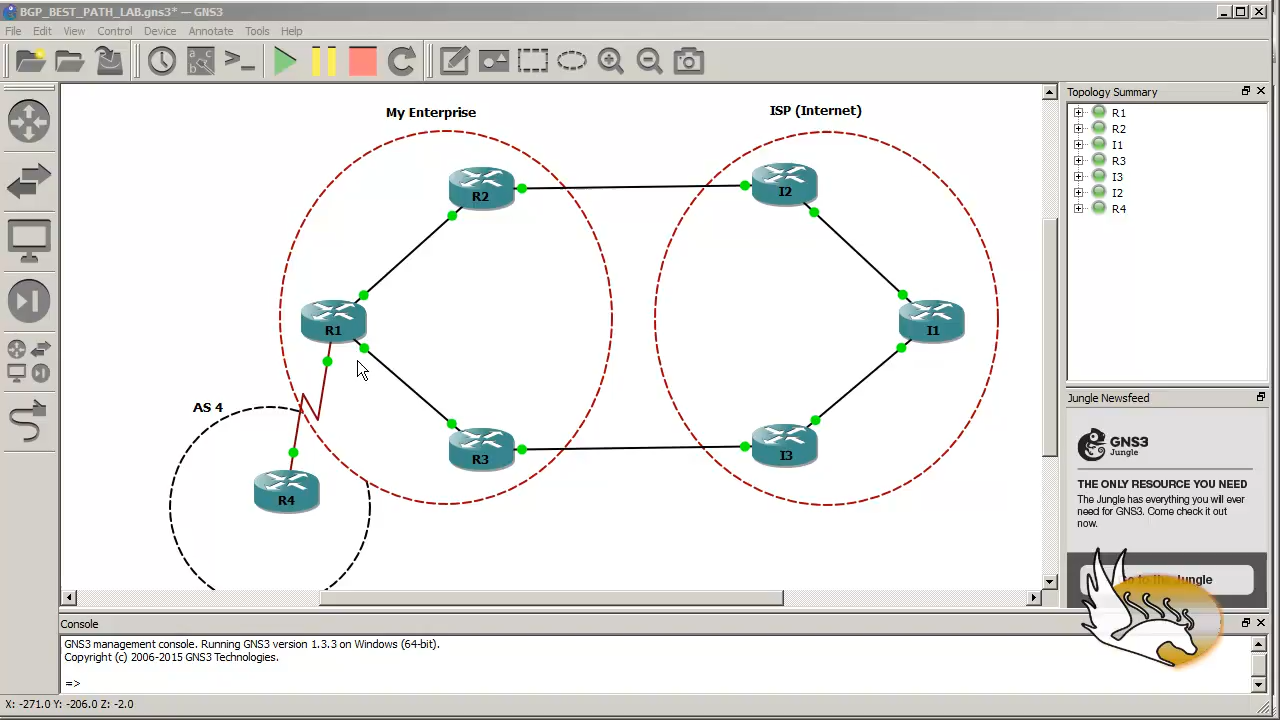 BGP_BEST_PATH_LAB.gns3* — GNS3
File Edit View Control Device Annotate Tools Help
a b c
>_
My Enterprise
ISP (Internet)
R2
I2
R1
I1
AS 4
R3
I3
R4
Topology Summary
R1
R2
I1
R3
I3
I2
R4
Jungle Newsfeed
GNS3
Jungle
THE ONLY RESOURCE YOU NEED
The Jungle has everything you will ever
need for GNS3. Come check it out
now.
to the Jungle
Console
GNS3 management console. Running GNS3 version 1.3.3 on Windows (64-bit).
Copyright (c) 2006-2015 GNS3 Technologies.
=>
X: -271.0 Y: -206.0 Z: -2.0